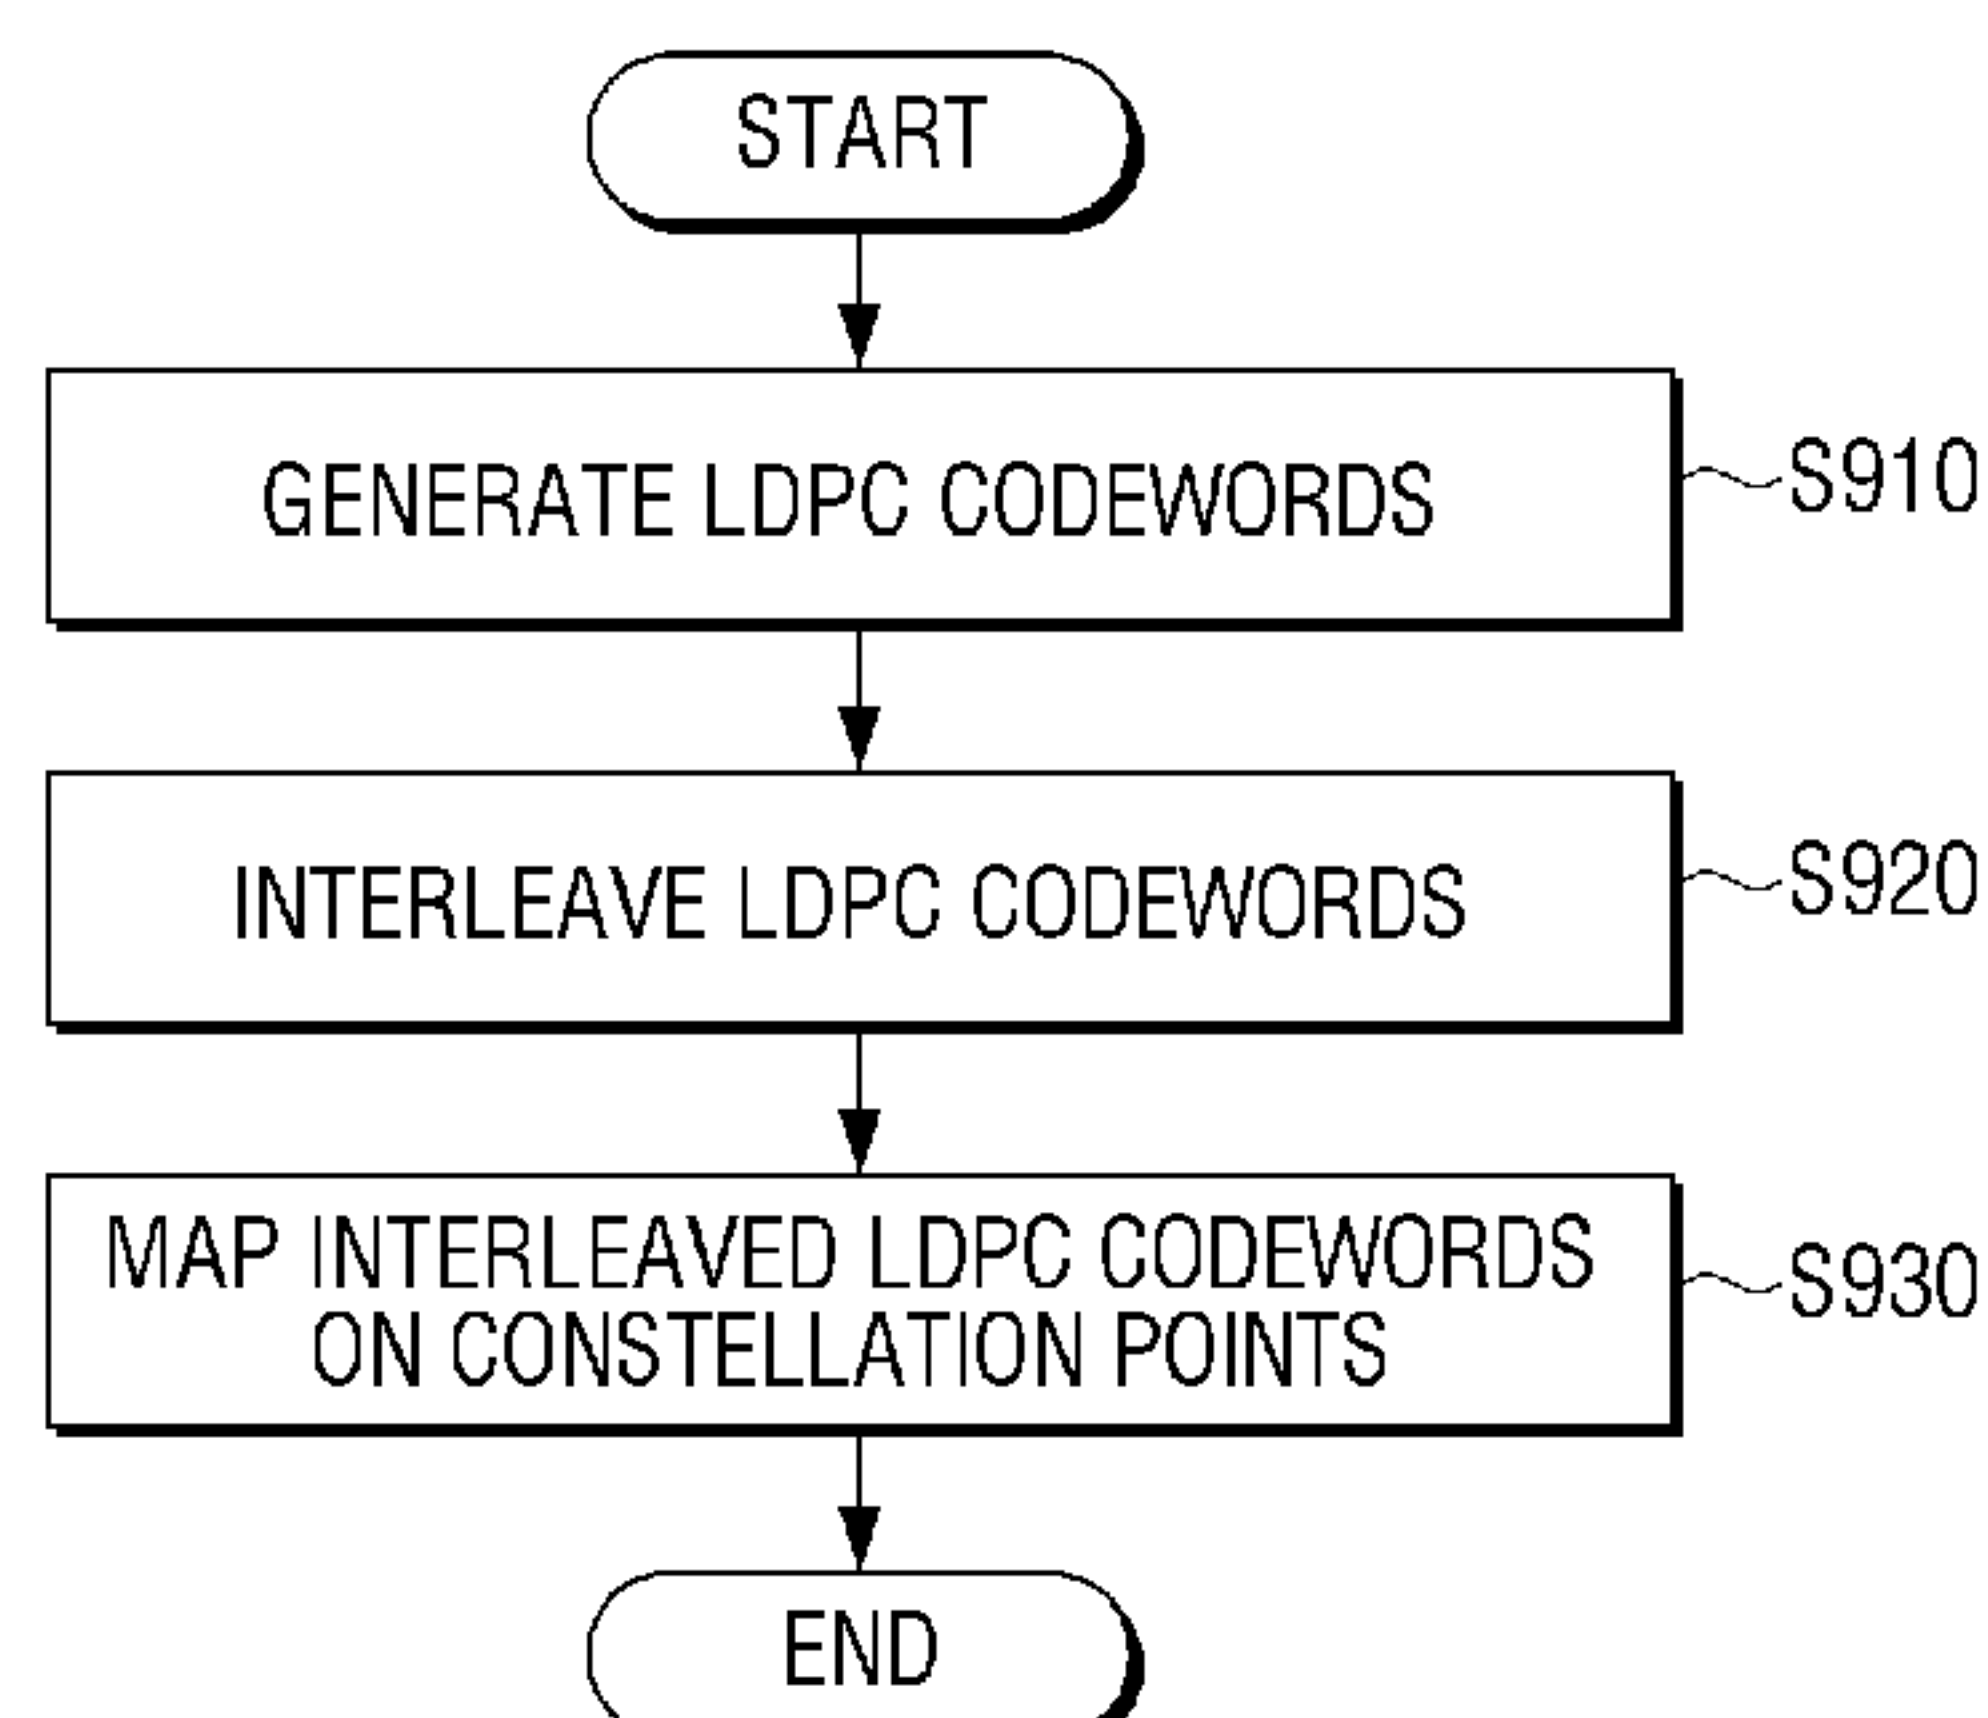 START
GENERATE LDPC CODEWORDS
S910
INTERLEAVE LDPC CODEWORDS
S920
MAP INTERLEAVED LDPC CODEWORDS
ON CONSTELLATION POINTS
S930
END